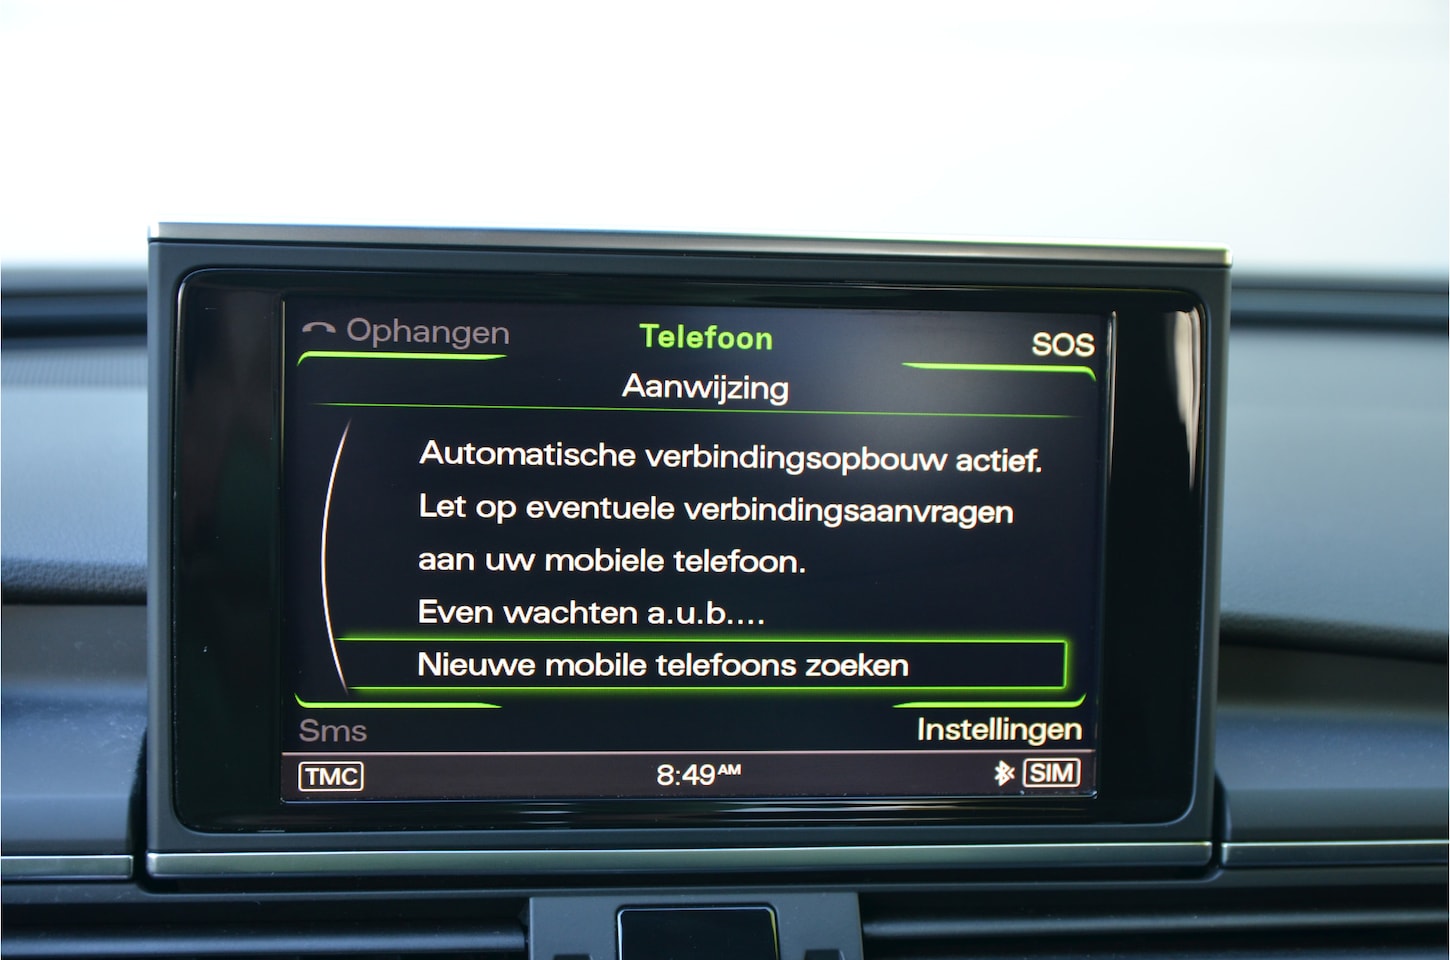 Ophangen Telefoon SOS
Aanwijzing
Automatische verbindingsopbouw actief.
Let op eventuele verbindingsaanvragen
aan uw mobiele telefoon.
Even wachten a.u.b....
Nieuwe mobile telefoons zoeken
Sms Instellingen
TMC 8:49AM SIM